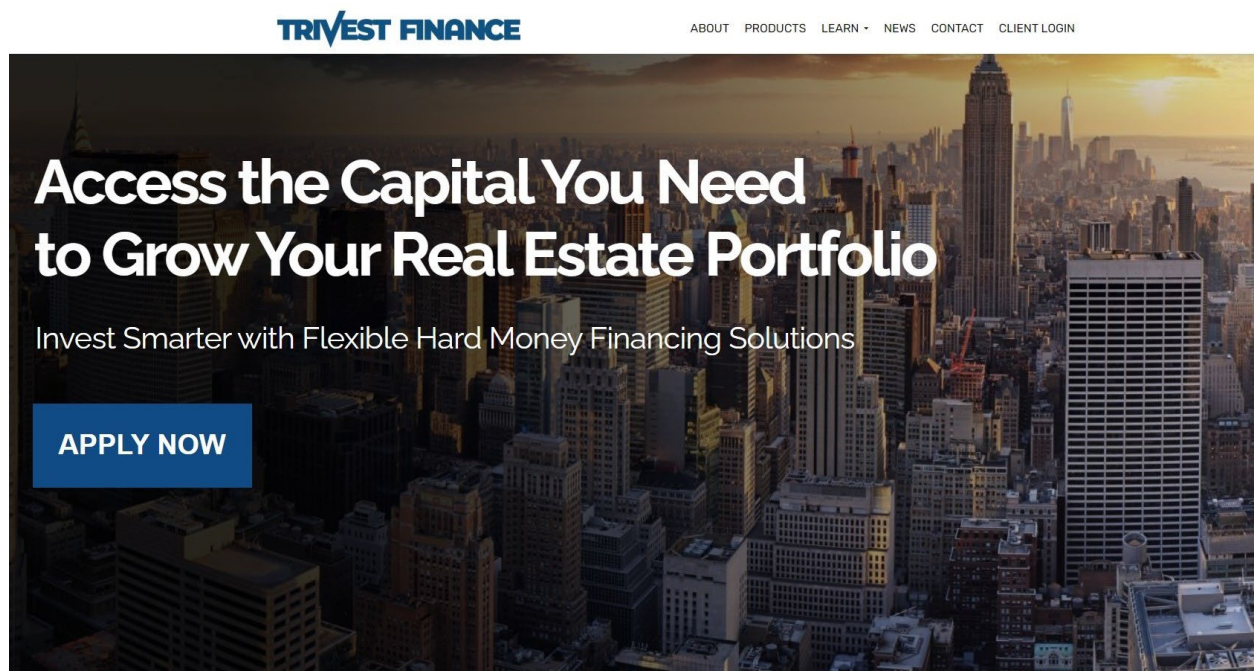 TRIVEST FINANCE
ABOUT PRODUCTS LEARN NEWS CONTACT CLIENT LOGIN
Access the Capital You Need
to Grow Your Real Estate Portfolio
Invest Smarter with Flexible Hard Money Financing Solutions
APPLY NOW